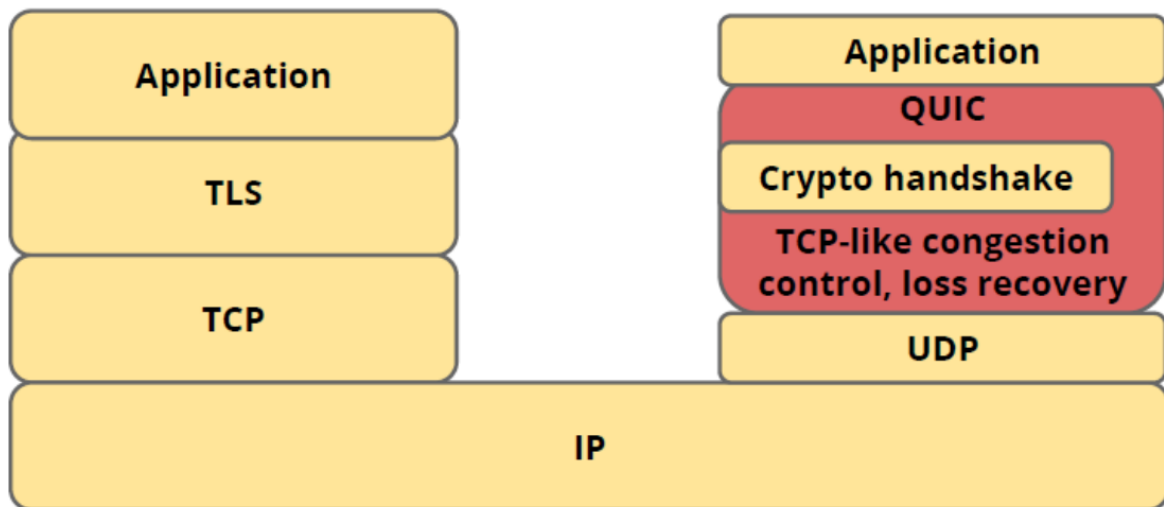 Application
TLS
TCP
Application
QUIC
Crypto handshake
TCP-like congestion
control, loss recovery
UDP
IP